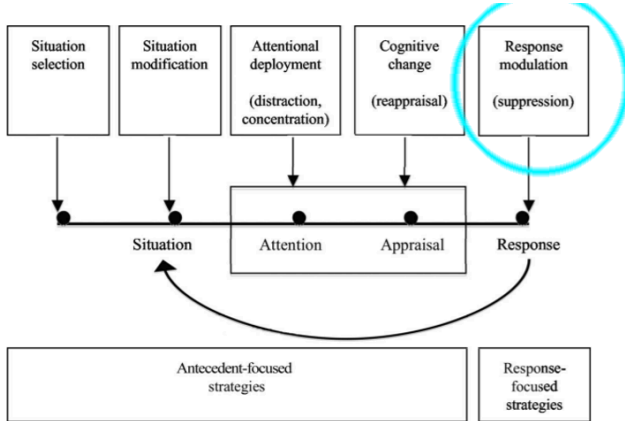 Situation
selection
Situation
modification
Attentional
deployment
(distraction,
concentration)
Cognitive
change
(reappraisal)
Response
modulation
(suppression)
Situation
Attention
Appraisal
Response
Antecedent-focused
strategies
Response-
focused
strategies